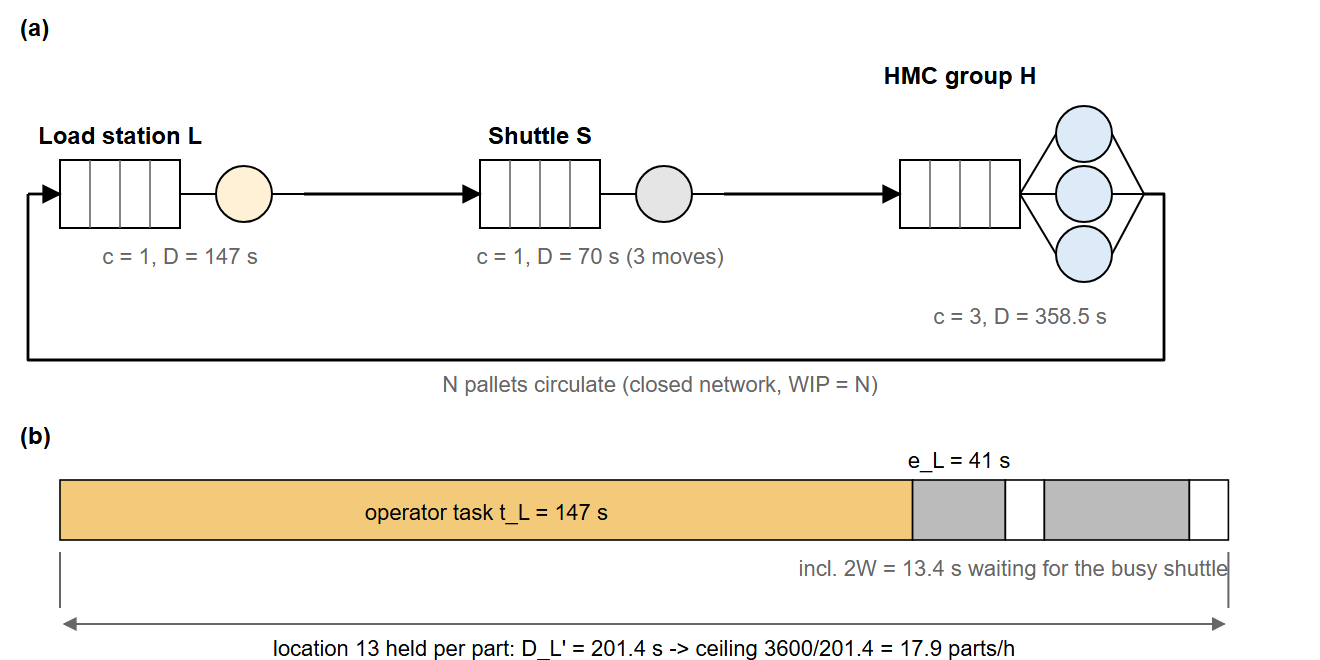 (a)
HMC group H
Load station L
Shuttle S
c = 1, D = 147 s
c = 1, D = 70 s (3 moves)
c = 3, D = 358.5 s
N pallets circulate (closed network, WIP = N)
(b)
e_L = 41 s
operator task t_L = 147 s
incl. 2W = 13.4 s waiting for the busy shuttle
location 13 held per part: D_L' = 201.4 s -> ceiling 3600/201.4 = 17.9 parts/h